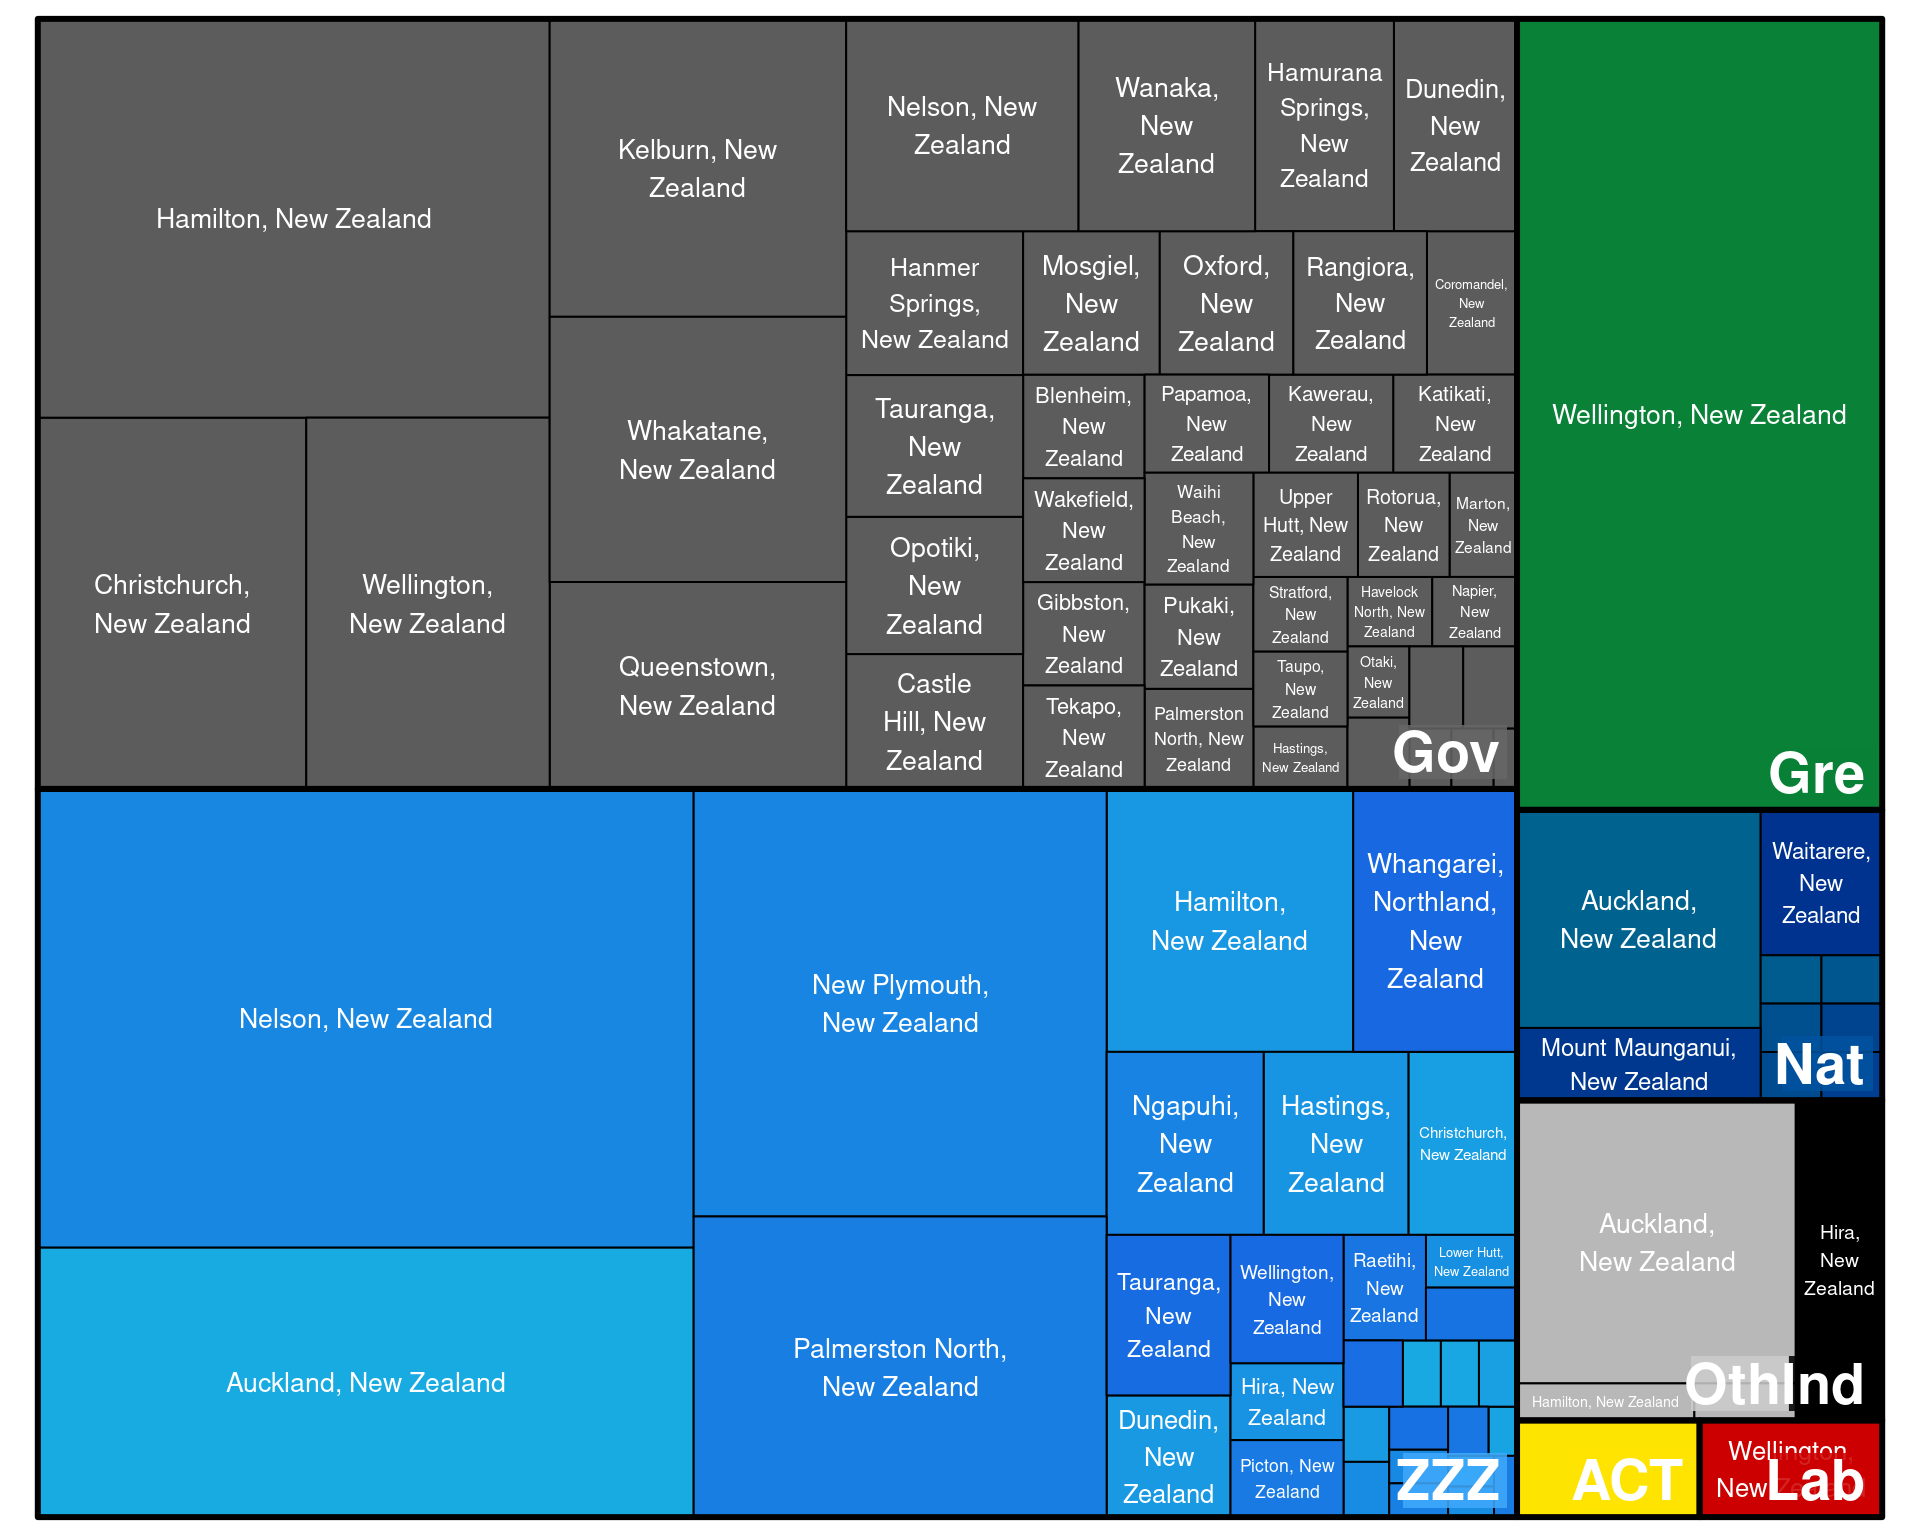 Hamilton, New Zealand
Christchurch,
New Zealand
Wellington,
New Zealand
Kelburn, New
Zealand
Whakatane,
New Zealand
Queenstown,
New Zealand
Nelson, New
Zealand
Wanaka,
New
Zealand
Hamurana
Springs,
New
Zealand
Dunedin,
New
Zealand
Hanmer
Springs,
New Zealand
Mosgiel,
New
Zealand
Oxford,
New
Zealand
Rangiora,
New
Zealand
Coromandel,
New
Zealand
Tauranga,
New
Zealand
Opotiki,
New
Zealand
Castle
Hill, New
Zealand
Blenheim,
New
Zealand
Wakefield,
New
Zealand
Gibbston,
New
Zealand
Tekapo,
New
Zealand
Papamoa,
New
Zealand
Kawerau,
New
Zealand
Katikati,
New
Zealand
Waihi
Beach,
New
Zealand
Pukaki,
New
Zealand
Palmerston
North, New
Zealand
Upper
Hutt, New
Zealand
Rotorua,
New
Zealand
Marton,
New
Zealand
Stratford,
New
Zealand
Havelock
North, New
Zealand
Napier,
New
Zealand
Taupo,
New
Zealand
Otaki,
New
Zealand
Hastings,
New Zealand
Gov
Wellington, New Zealand
Gre
Nelson, New Zealand
Auckland, New Zealand
New Plymouth,
New Zealand
Palmerston North,
New Zealand
Hamilton,
New Zealand
Whangarei,
Northland,
New
Zealand
Ngapuhi,
New
Zealand
Hastings,
New
Zealand
Christchurch,
New Zealand
Tauranga,
New
Zealand
Dunedin,
New
Zealand
Wellington,
New
Zealand
Hira, New
Zealand
Picton, New
Zealand
Raetihi,
New
Zealand
Lower Hutt,
New Zealand
ZZZ
Auckland,
New Zealand
Mount Maunganui,
New Zealand
Waitarere,
New
Zealand
Nat
Auckland,
New Zealand
Hamilton, New Zealand
Hira,
New
Zealand
OthInd
ACT
Wellington,
New Zealand
Lab